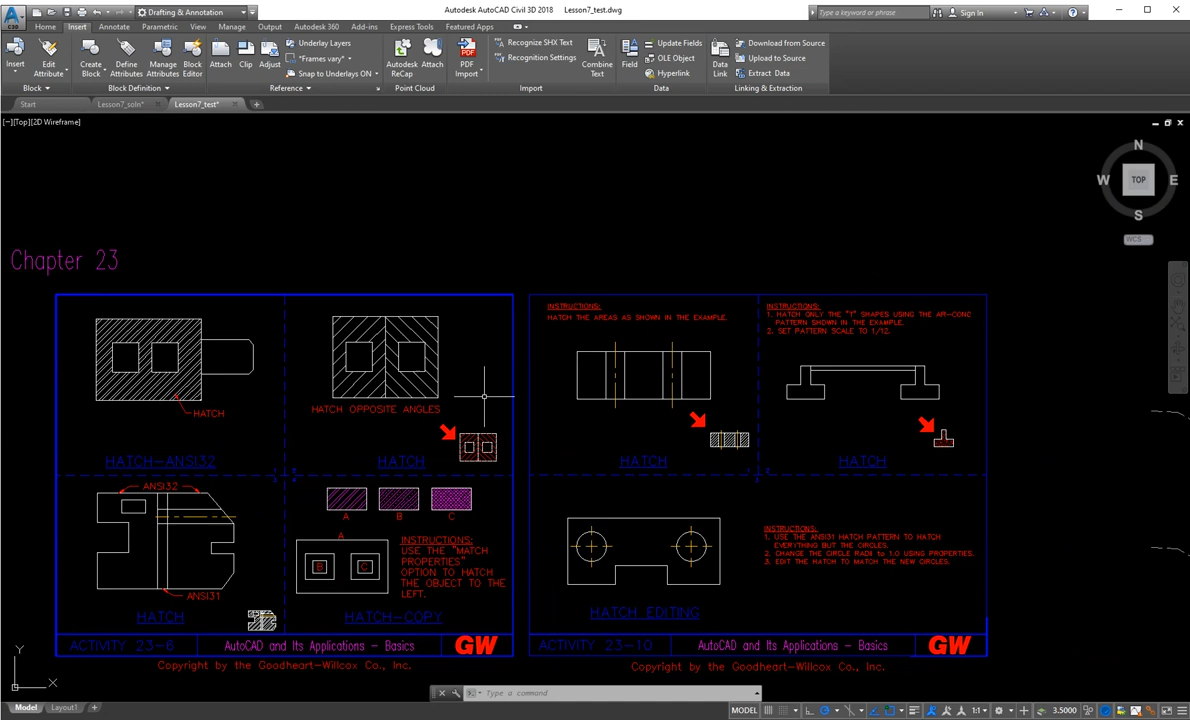 Drafting & Annotation
Autodesk AutoCAD Civil 3D 2018 Lesson7_test.dwg
Type a keyword or phrase
Sign In
C3D
Home Insert Annotate Parametric View Manage Output Autodesk 360 Add-ins Express Tools Featured Apps
Insert
Edit Attribute
Create Block
Define Attributes
Manage Attributes
Block Editor
Attach
Clip
Adjust
Underlay Layers
*Frames vary*
Snap to Underlays ON
Autodesk ReCap
Attach
PDF Import
PDF
Recognize SHX Text
Recognition Settings
Combine Text
Field
Update Fields
OLE Object
Hyperlink
Data Link
Download from Source
Upload to Source
Extract Data
Block Block Definition Reference Point Cloud Import Data Linking & Extraction
Start Lesson7_soln* Lesson7_test*
[−][Top][2D Wireframe]
N
W TOP E
S
WCS
Chapter 23
HATCH
HATCH-ANSI32
HATCH OPPOSITE ANGLES
HATCH
INSTRUCTIONS:
HATCH THE AREAS AS SHOWN IN THE EXAMPLE.
HATCH
INSTRUCTIONS:
1. HATCH ONLY THE "T" SHAPES USING THE AR-CONC
PATTERN SHOWN IN THE EXAMPLE.
2. SET PATTERN SCALE TO 1/12.
HATCH
ANSI32
ANSI31
HATCH
A B C
A
B C
INSTRUCTIONS:
USE THE "MATCH
PROPERTIES"
OPTION TO HATCH
THE OBJECT TO THE
LEFT.
HATCH-COPY
HATCH EDITING
INSTRUCTIONS:
1. USE THE ANSI31 HATCH PATTERN TO HATCH
EVERYTHING BUT THE CIRCLES.
2. CHANGE THE CIRCLE RADII to 1.0 USING PROPERTIES.
3. EDIT THE HATCH TO MATCH THE NEW CIRCLES.
ACTIVITY 23-6 AutoCAD and Its Applications - Basics GW
Copyright by the Goodheart-Willcox Co., Inc.
ACTIVITY 23-10 AutoCAD and Its Applications - Basics GW
Copyright by the Goodheart-Willcox Co., Inc.
Y
X
Type a command
Model Layout1
MODEL 1:1 3.5000